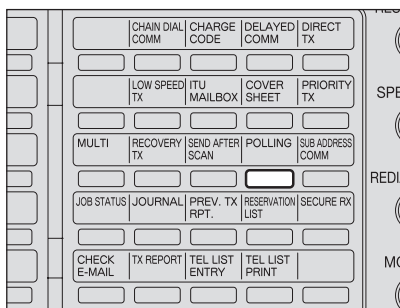 CHAIN DIAL COMM
CHARGE CODE
DELAYED COMM
DIRECT TX
LOW SPEED TX
ITU MAILBOX
COVER SHEET
PRIORITY TX
MULTI
RECOVERY TX
SEND AFTER SCAN
POLLING
SUB ADDRESS COMM
JOB STATUS
JOURNAL
PREV. TX RPT.
RESERVATION LIST
SECURE RX
CHECK E-MAIL
TX REPORT
TEL LIST ENTRY
TEL LIST PRINT
SPE
REDI
MO